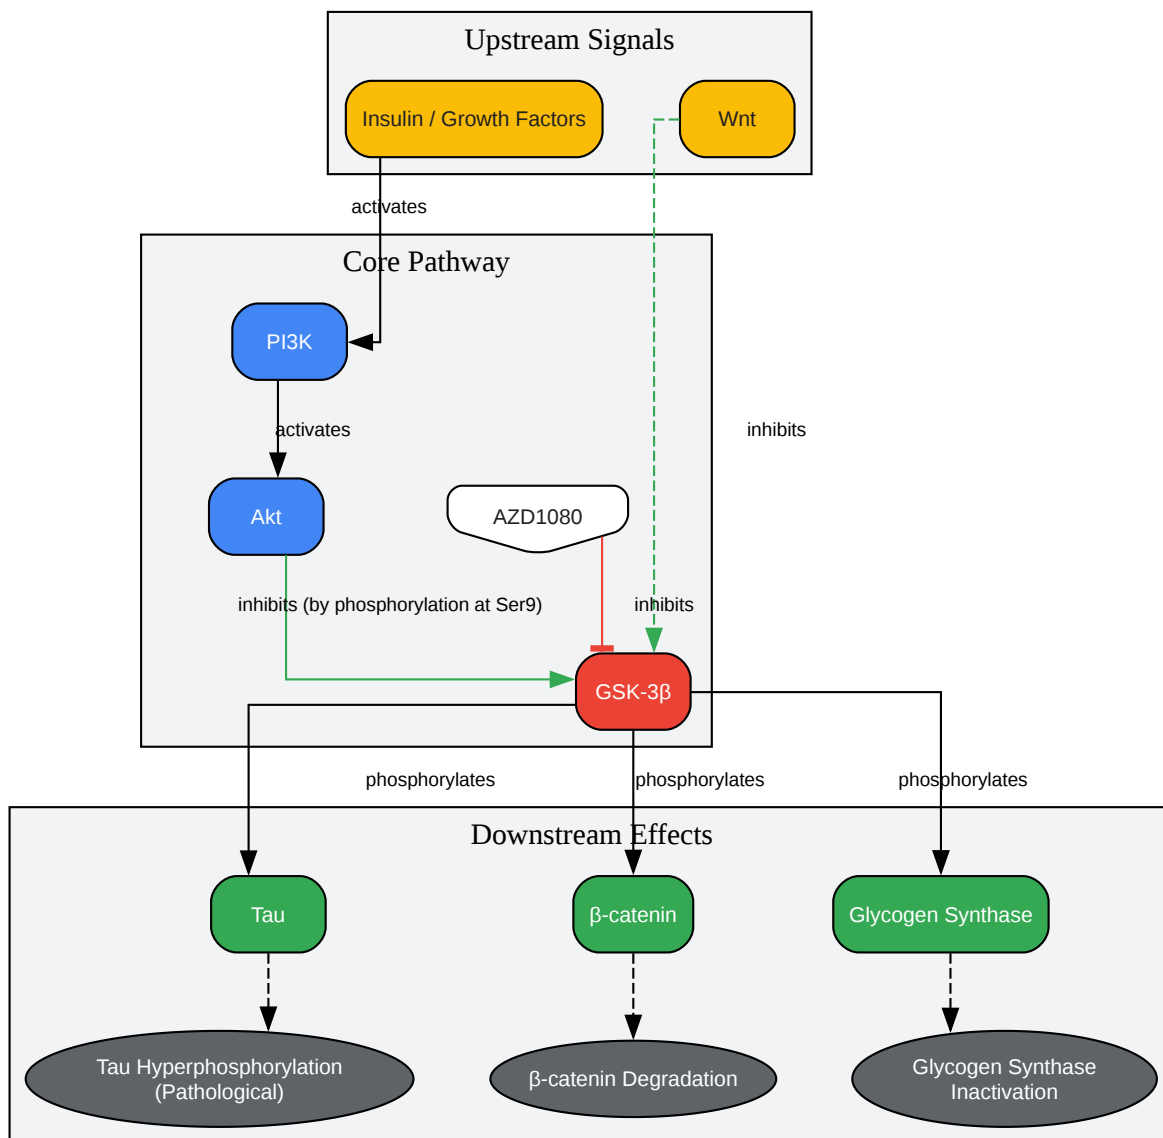 Upstream Signals
Insulin / Growth Factors
Wnt
activates
Core Pathway
PI3K
activates
inhibits
Akt
AZD1080
inhibits (by phosphorylation at Ser9)
inhibits
GSK-3β
phosphorylates
phosphorylates
phosphorylates
Downstream Effects
Tau
β-catenin
Glycogen Synthase
Tau Hyperphosphorylation
(Pathological)
β-catenin Degradation
Glycogen Synthase
Inactivation